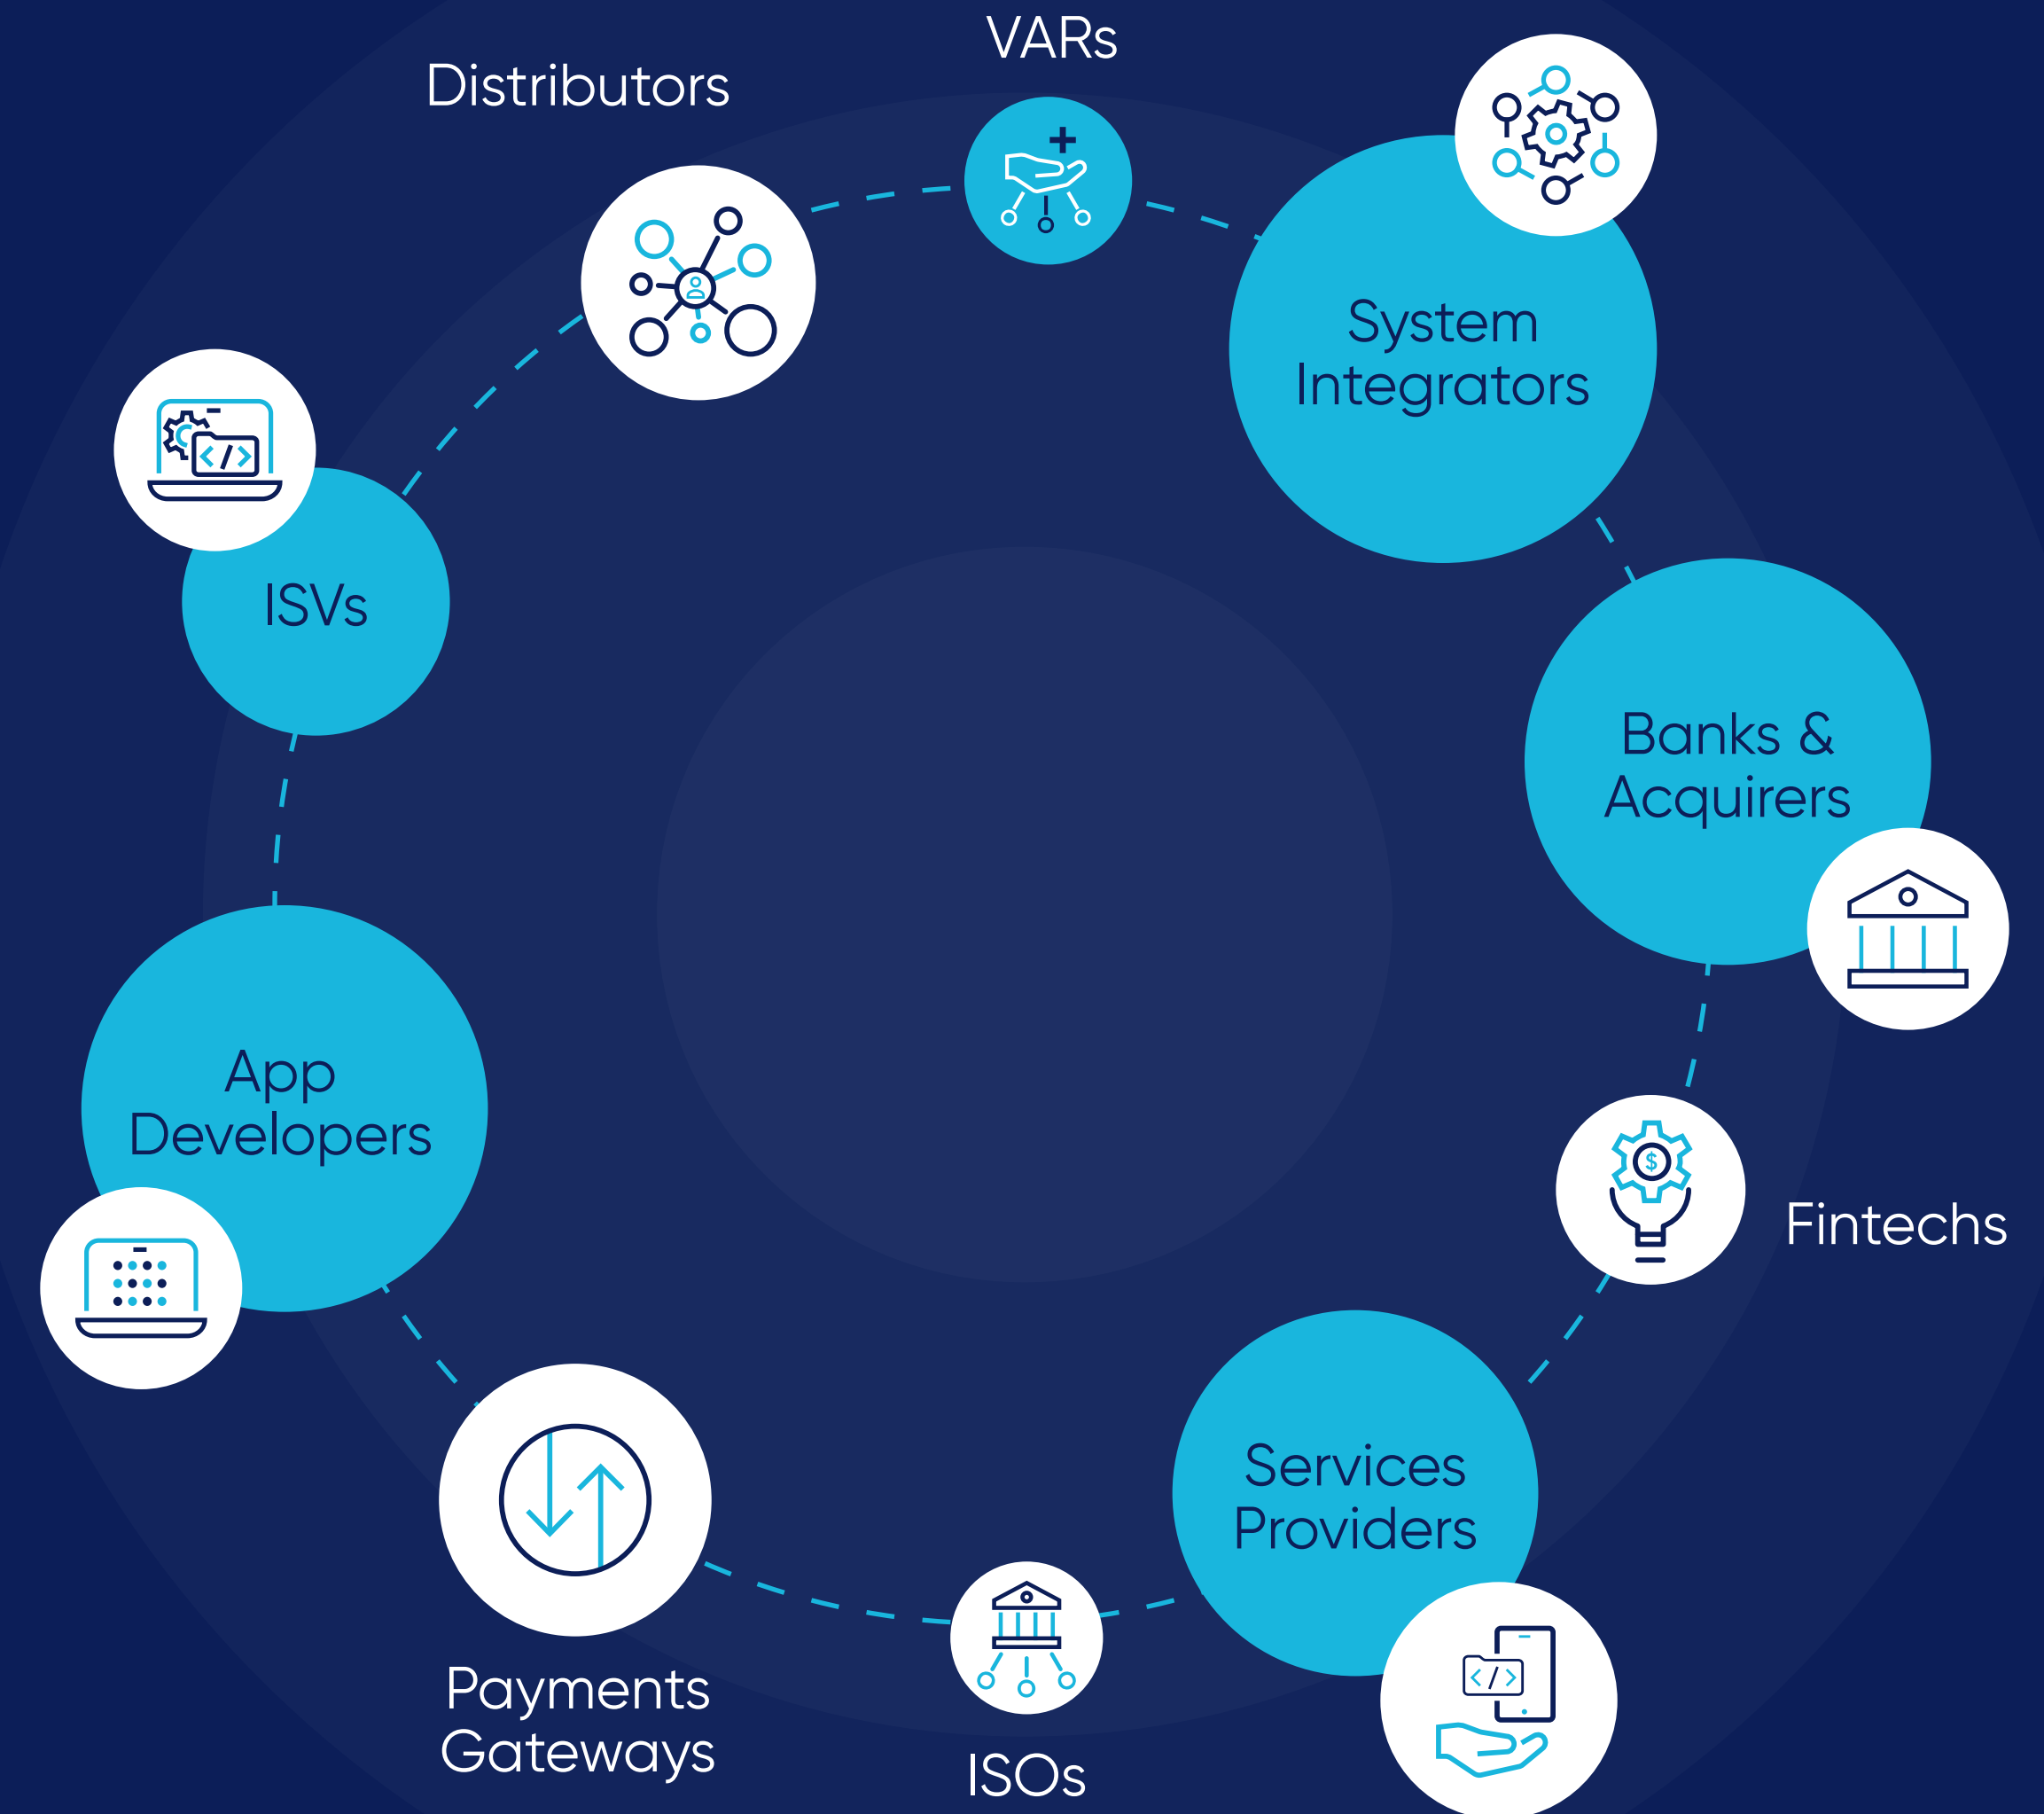 VARs
Distributors
System
Integrators
ISVs
Banks &
Acquirers
App
Developers
$
Fintechs
Services
Providers
Payments
Gateways
ISOs